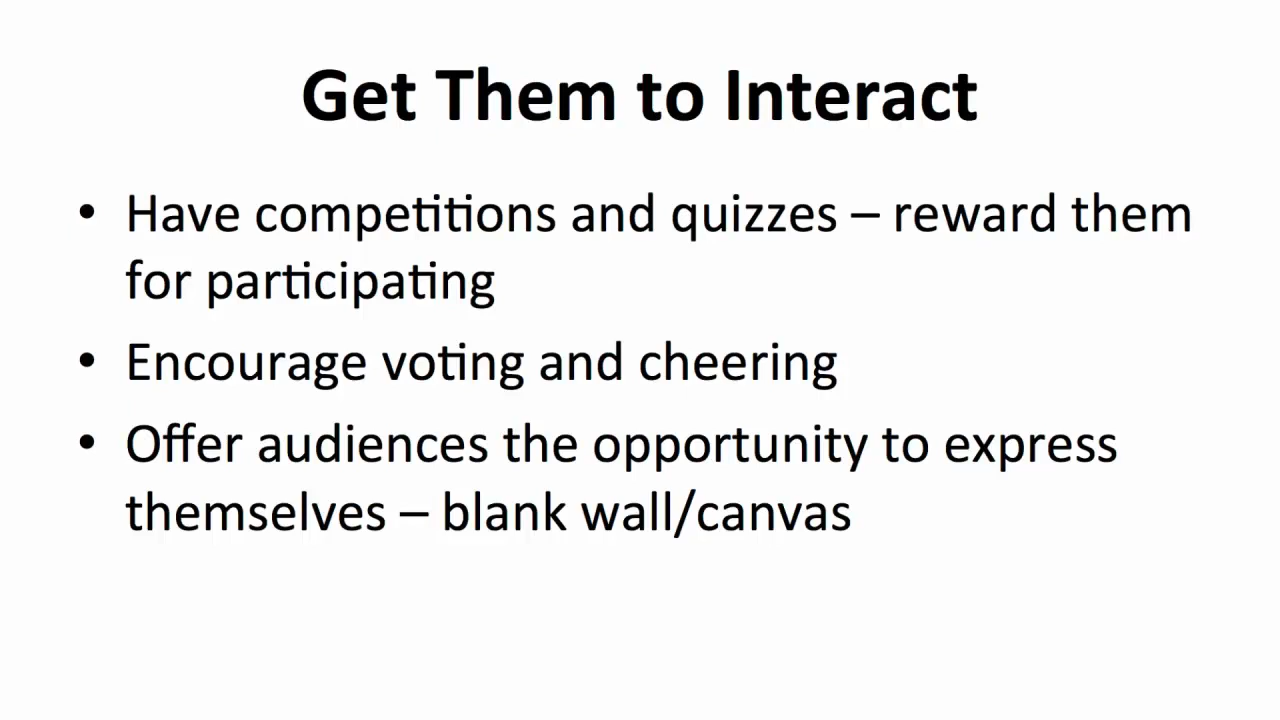 Get Them to Interact
• Have competitions and quizzes – reward them
for participating
• Encourage voting and cheering
• Offer audiences the opportunity to express
themselves – blank wall/canvas